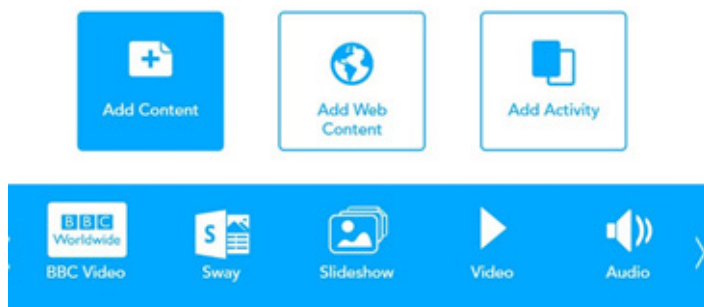 Add Content
Add Web
Content
Add Activity
BBC
Worldwide
S
BBC Video
Sway
Slideshow
Video
Audio